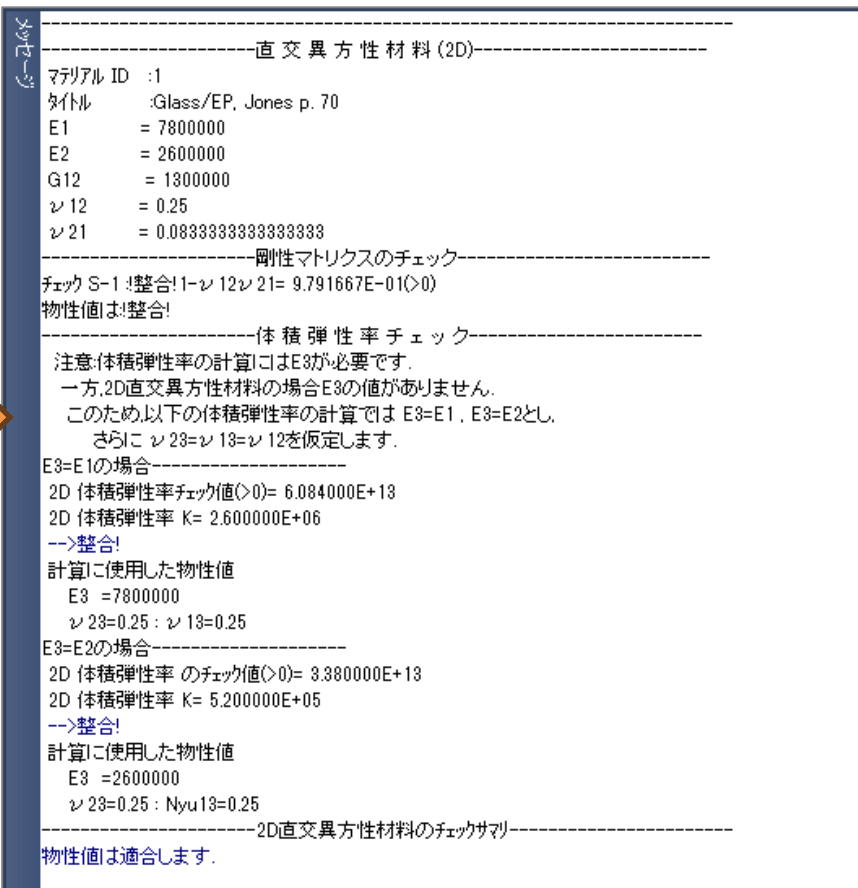 メッセージ
-----------------------------------------------------------------------
----------------------直 交 異 方 性 材 料 (2D)------------------------
マテリアル ID :1
タイトル :Glass/EP, Jones p. 70
E1 = 7800000
E2 = 2600000
G12 = 1300000
ν12 = 0.25
ν21 = 0.0833333333333333
----------------------剛性マトリクスのチェック--------------------------
チェック S-1 :!整合!1-ν12ν21= 9.791667E-01(>0)
物性値は:!整合!
----------------------体 積 弾 性 率 チ ェ ッ ク------------------------
注意:体積弾性率の計算にはE3が必要です.
一方,2D直交異方性材料の場合E3の値がありません.
このため,以下の体積弾性率の計算では E3=E1 , E3=E2とし,
さらに ν23=ν13=ν12を仮定します.
E3=E1の場合--------------------
2D 体積弾性率チェック値(>0)= 6.084000E+13
2D 体積弾性率 K= 2.600000E+06
-->整合!
計算に使用した物性値
E3 =7800000
ν23=0.25 : ν13=0.25
E3=E2の場合--------------------
2D 体積弾性率 のチェック値(>0)= 3.380000E+13
2D 体積弾性率 K= 5.200000E+05
-->整合!
計算に使用した物性値
E3 =2600000
ν23=0.25 : Nyu13=0.25
----------------------2D直交異方性材料のチェックサマリ-----------------------
物性値は適合します.